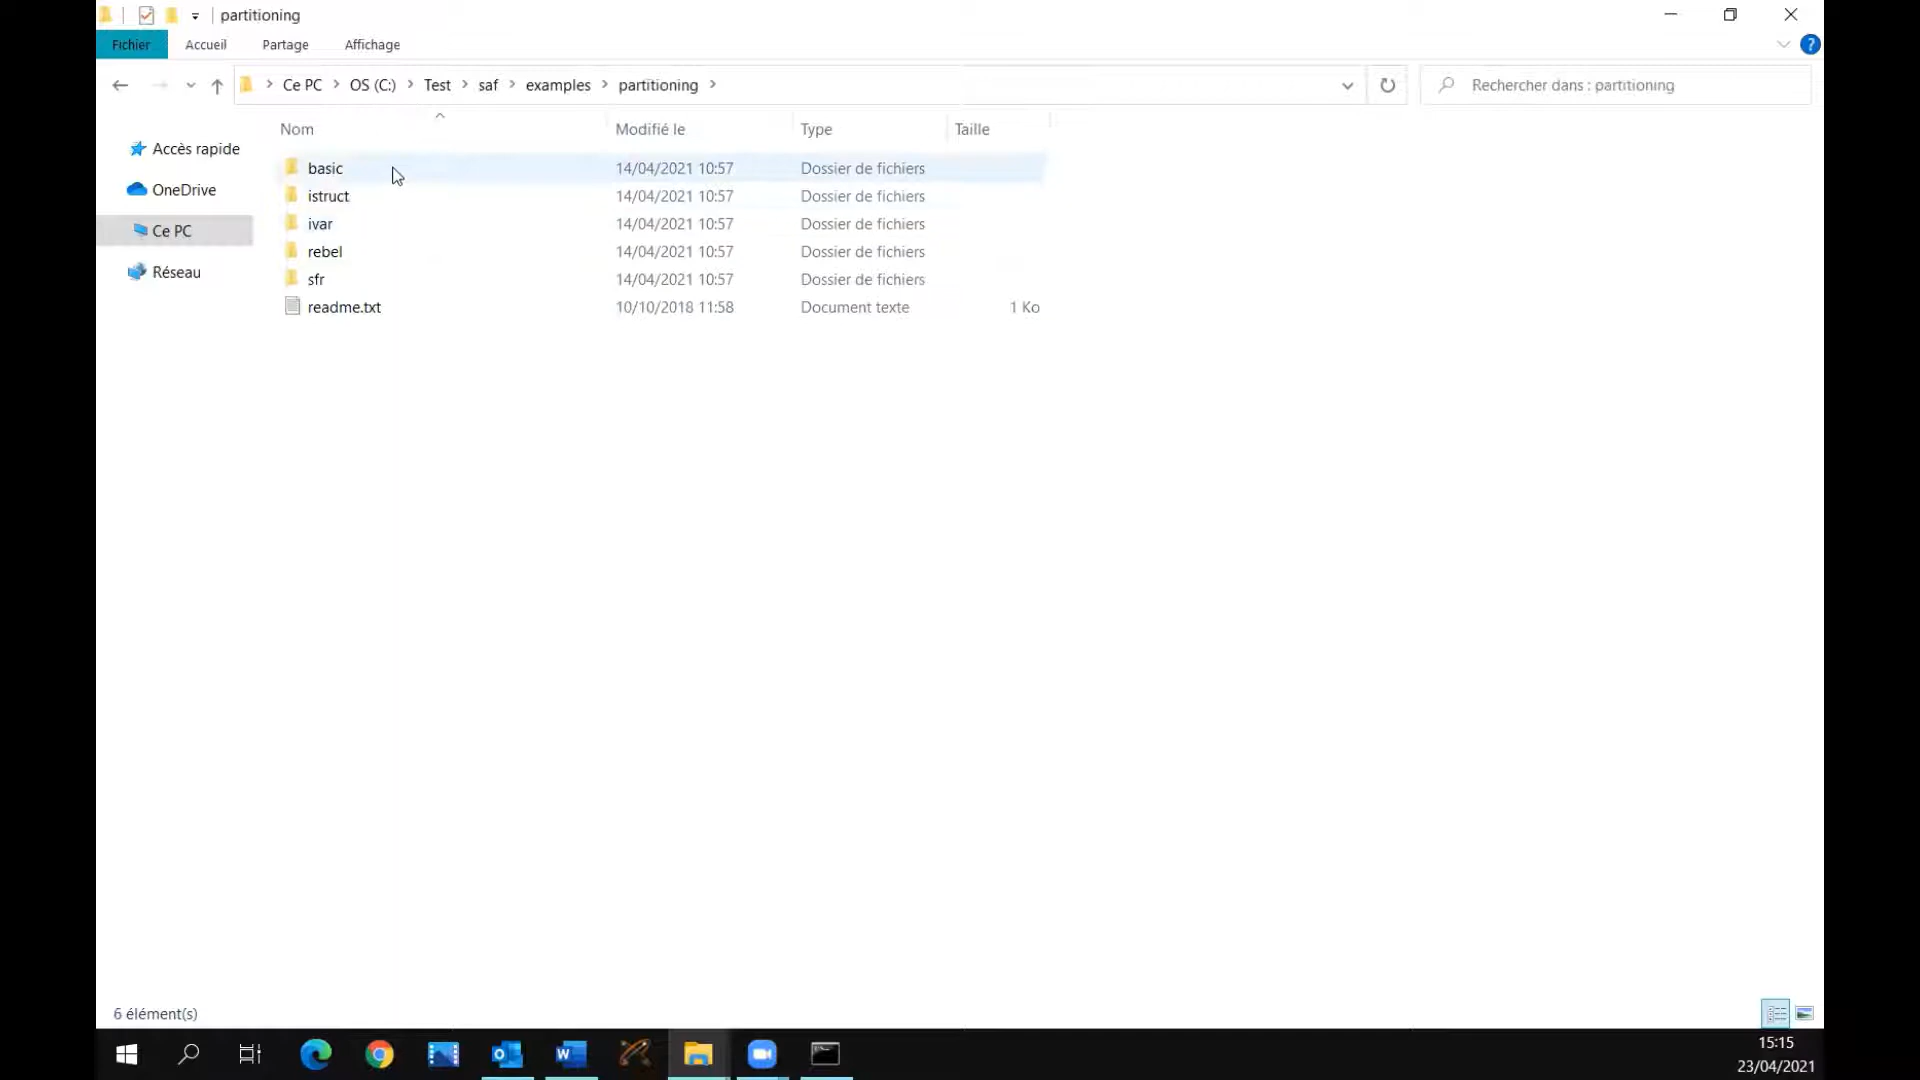 partitioning
Fichier Accueil Partage Affichage ?
Ce PC OS (C:) Test saf examples partitioning Rechercher dans : partitioning
Nom Modifié le Type Taille
Accès rapide
OneDrive
Ce PC
Réseau
basic 14/04/2021 10:57 Dossier de fichiers
istruct 14/04/2021 10:57 Dossier de fichiers
ivar 14/04/2021 10:57 Dossier de fichiers
rebel 14/04/2021 10:57 Dossier de fichiers
sfr 14/04/2021 10:57 Dossier de fichiers
readme.txt 10/10/2018 11:58 Document texte 1 Ko
6 élément(s)
15:15
23/04/2021